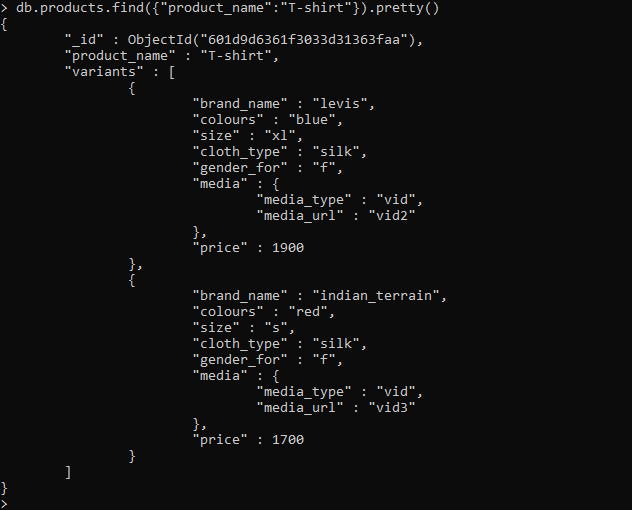 > db.products.find({"product_name":"T-shirt"}).pretty()
{
        "_id" : ObjectId("601d9d6361f3033d31363faa"),
        "product_name" : "T-shirt",
        "variants" : [
                {
                        "brand_name" : "levis",
                        "colours" : "blue",
                        "size" : "xl",
                        "cloth_type" : "silk",
                        "gender_for" : "f",
                        "media" : {
                                "media_type" : "vid",
                                "media_url" : "vid2"
                        },
                        "price" : 1900
                },
                {
                        "brand_name" : "indian_terrain",
                        "colours" : "red",
                        "size" : "s",
                        "cloth_type" : "silk",
                        "gender_for" : "f",
                        "media" : {
                                "media_type" : "vid",
                                "media_url" : "vid3"
                        },
                        "price" : 1700
                }
        ]
}
>